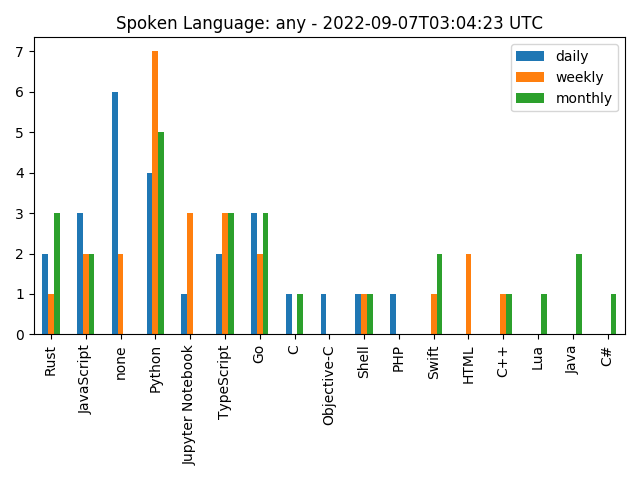 Spoken Language: any - 2022-09-07T03:04:23 UTC
daily
weekly
monthly
7
6
5
4
3
2
1
0
Rust
JavaScript
none
Python
Jupyter Notebook
TypeScript
Go
C
Objective-C
Shell
PHP
Swift
HTML
C++
Lua
Java
C#